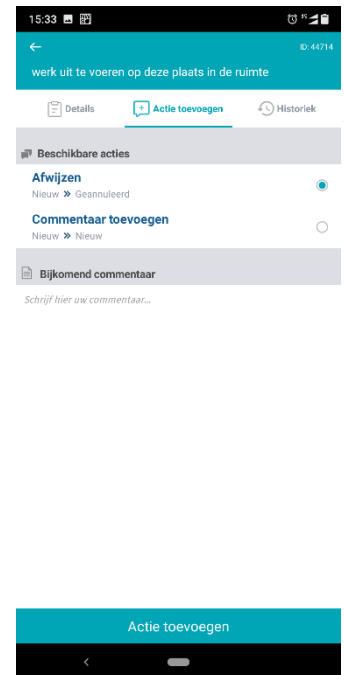 15:33
ID: 44714
werk uit te voeren op deze plaats in de ruimte
Details
Actie toevoegen
Historiek
Beschikbare acties
Afwijzen
Nieuw » Geannuleerd
Commentaar toevoegen
Nieuw » Nieuw
Bijkomend commentaar
Schrijf hier uw commentaar...
Actie toevoegen